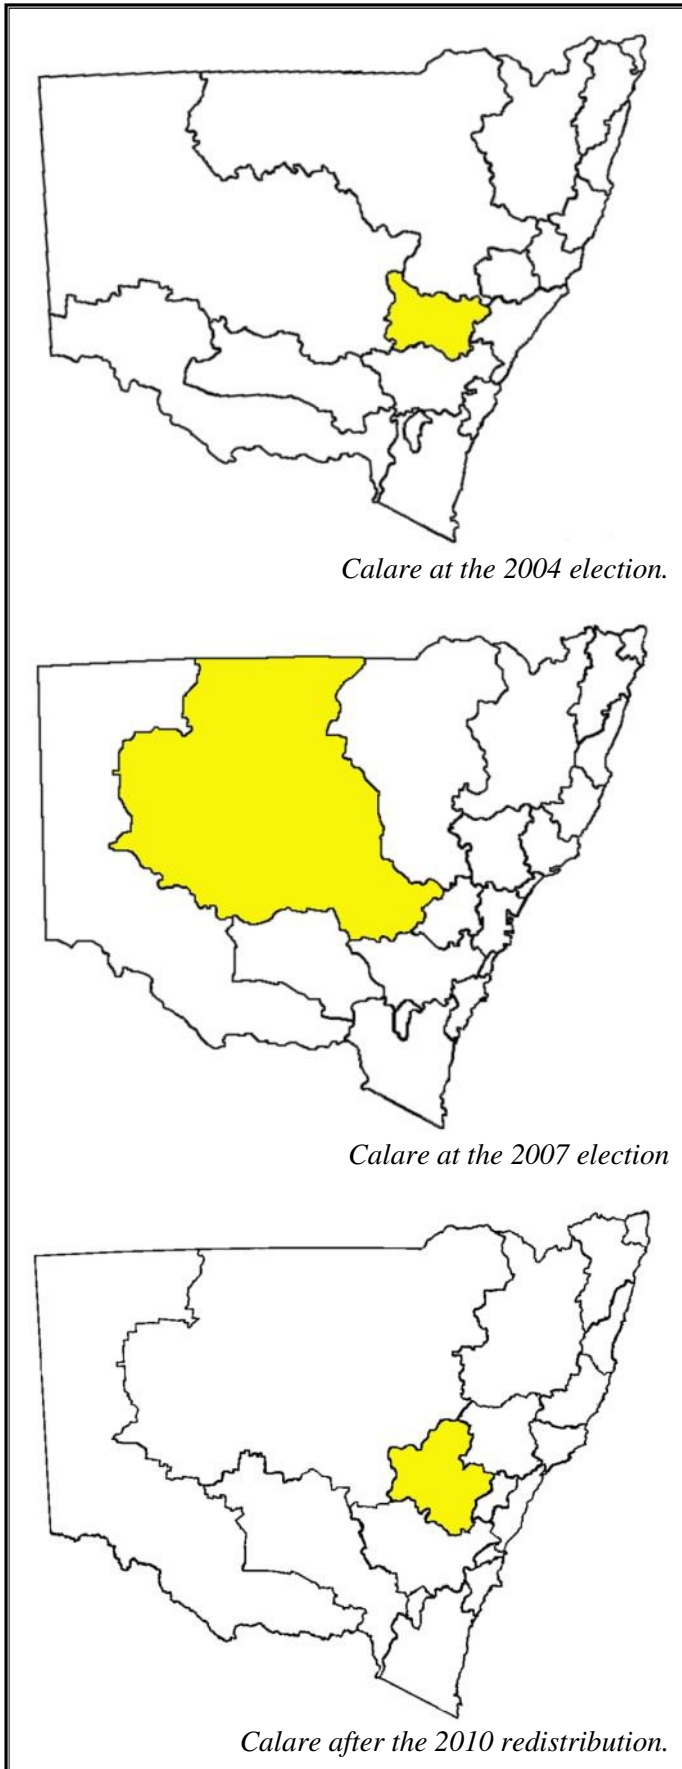 Calare at the 2004 election.
Calare at the 2007 election
Calare after the 2010 redistribution.